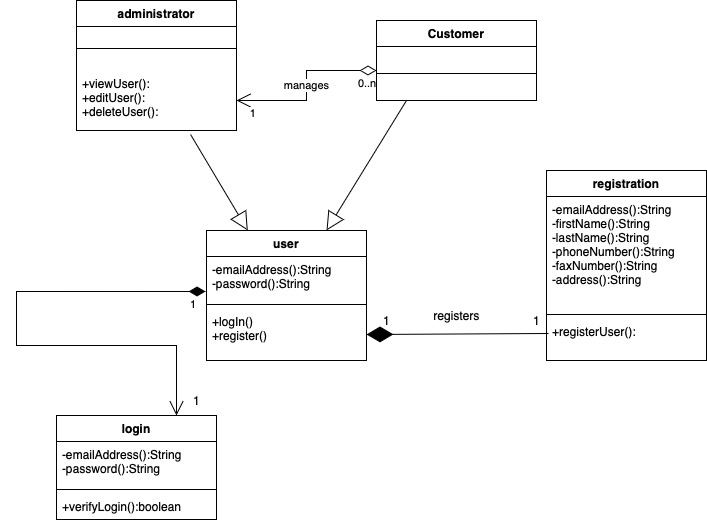 administrator
+viewUser():
+editUser():
+deleteUser():
Customer
manages
0..n
1
registration
-emailAddress():String
-firstName():String
-lastName():String
-phoneNumber():String
-faxNumber():String
-address():String
+registerUser():
user
-emailAddress():String
-password():String
+logIn()
+register()
1
registers
1
1
1
login
-emailAddress():String
-password():String
+verifyLogin():boolean